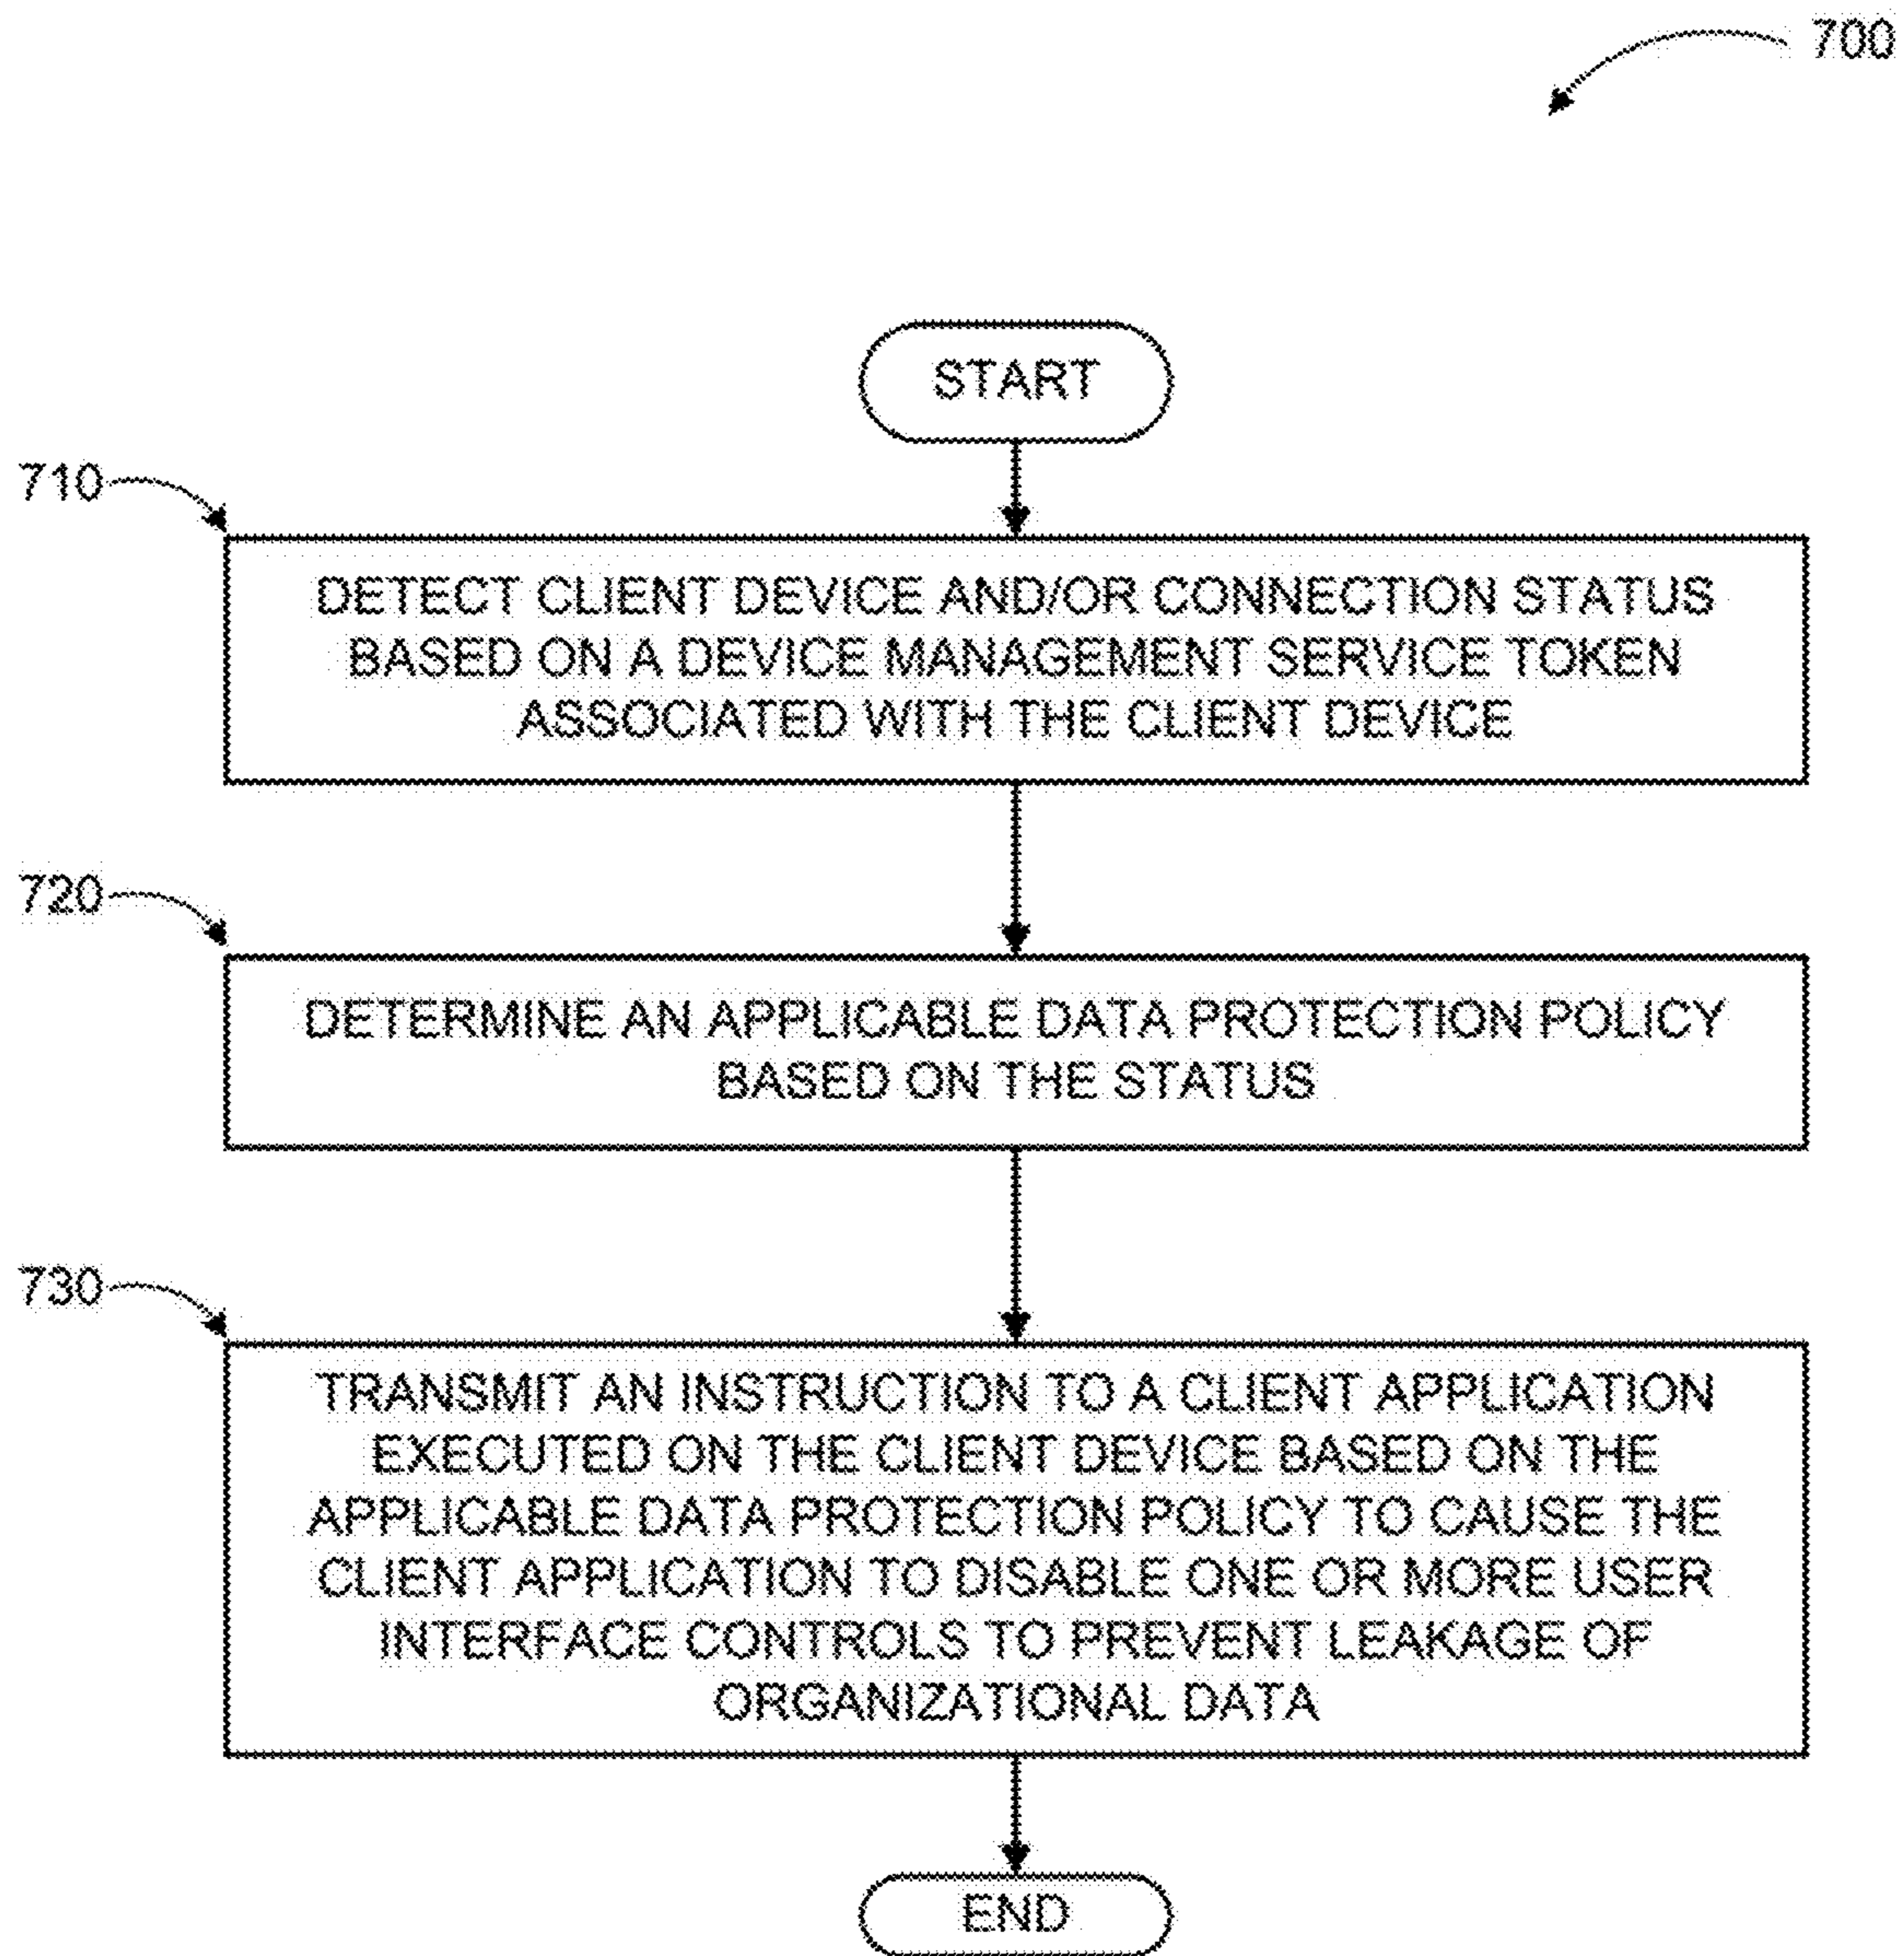 700
START
710
DETECT CLIENT DEVICE AND/OR CONNECTION STATUS
BASED ON A DEVICE MANAGEMENT SERVICE TOKEN
ASSOCIATED WITH THE CLIENT DEVICE
720
DETERMINE AN APPLICABLE DATA PROTECTION POLICY
BASED ON THE STATUS
730
TRANSMIT AN INSTRUCTION TO A CLIENT APPLICATION
EXECUTED ON THE CLIENT DEVICE BASED ON THE
APPLICABLE DATA PROTECTION POLICY TO CAUSE THE
CLIENT APPLICATION TO DISABLE ONE OR MORE USER
INTERFACE CONTROLS TO PREVENT LEAKAGE OF
ORGANIZATIONAL DATA
END